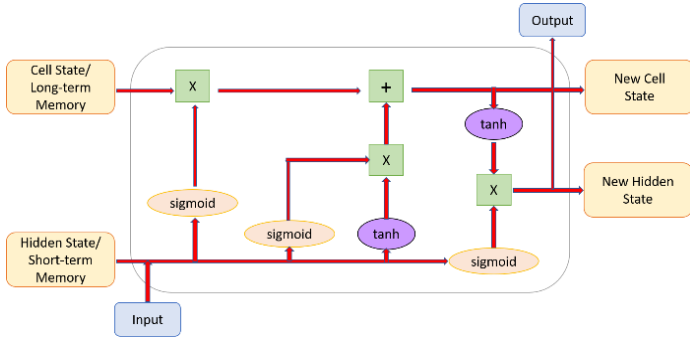 Output
Cell State/
Long-term
Memory
X
+
New Cell
State
tanh
X
X
New Hidden
State
sigmoid
sigmoid
tanh
Hidden State/
Short-term
Memory
sigmoid
Input